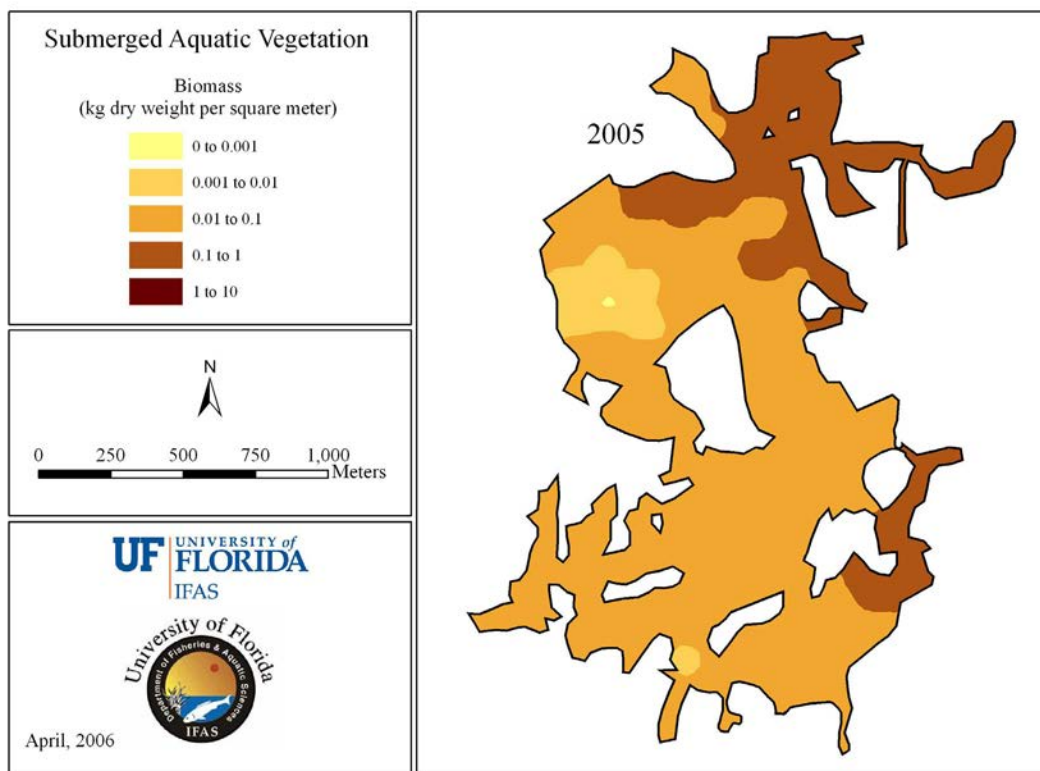 Submerged Aquatic Vegetation
Biomass
(kg dry weight per square meter)
0 to 0.001
0.001 to 0.01
0.01 to 0.1
0.1 to 1
1 to 10
N
0 250 500 750 1,000
Meters
UF UNIVERSITY of
FLORIDA
IFAS
University of Florida
Department of Fisheries & Aquatic Sciences
IFAS
April, 2006
2005